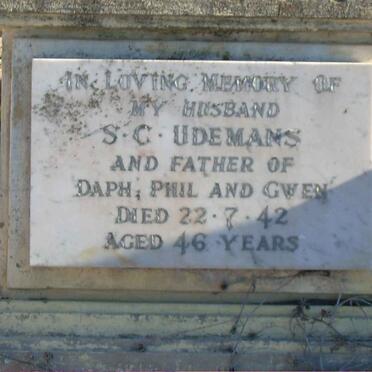 IN LOVING MEMORY OF
MY HUSBAND
S·C·UDEMANS
AND FATHER OF
DAPH, PHIL AND GWEN
DIED 22·7·42
AGED 46 YEARS